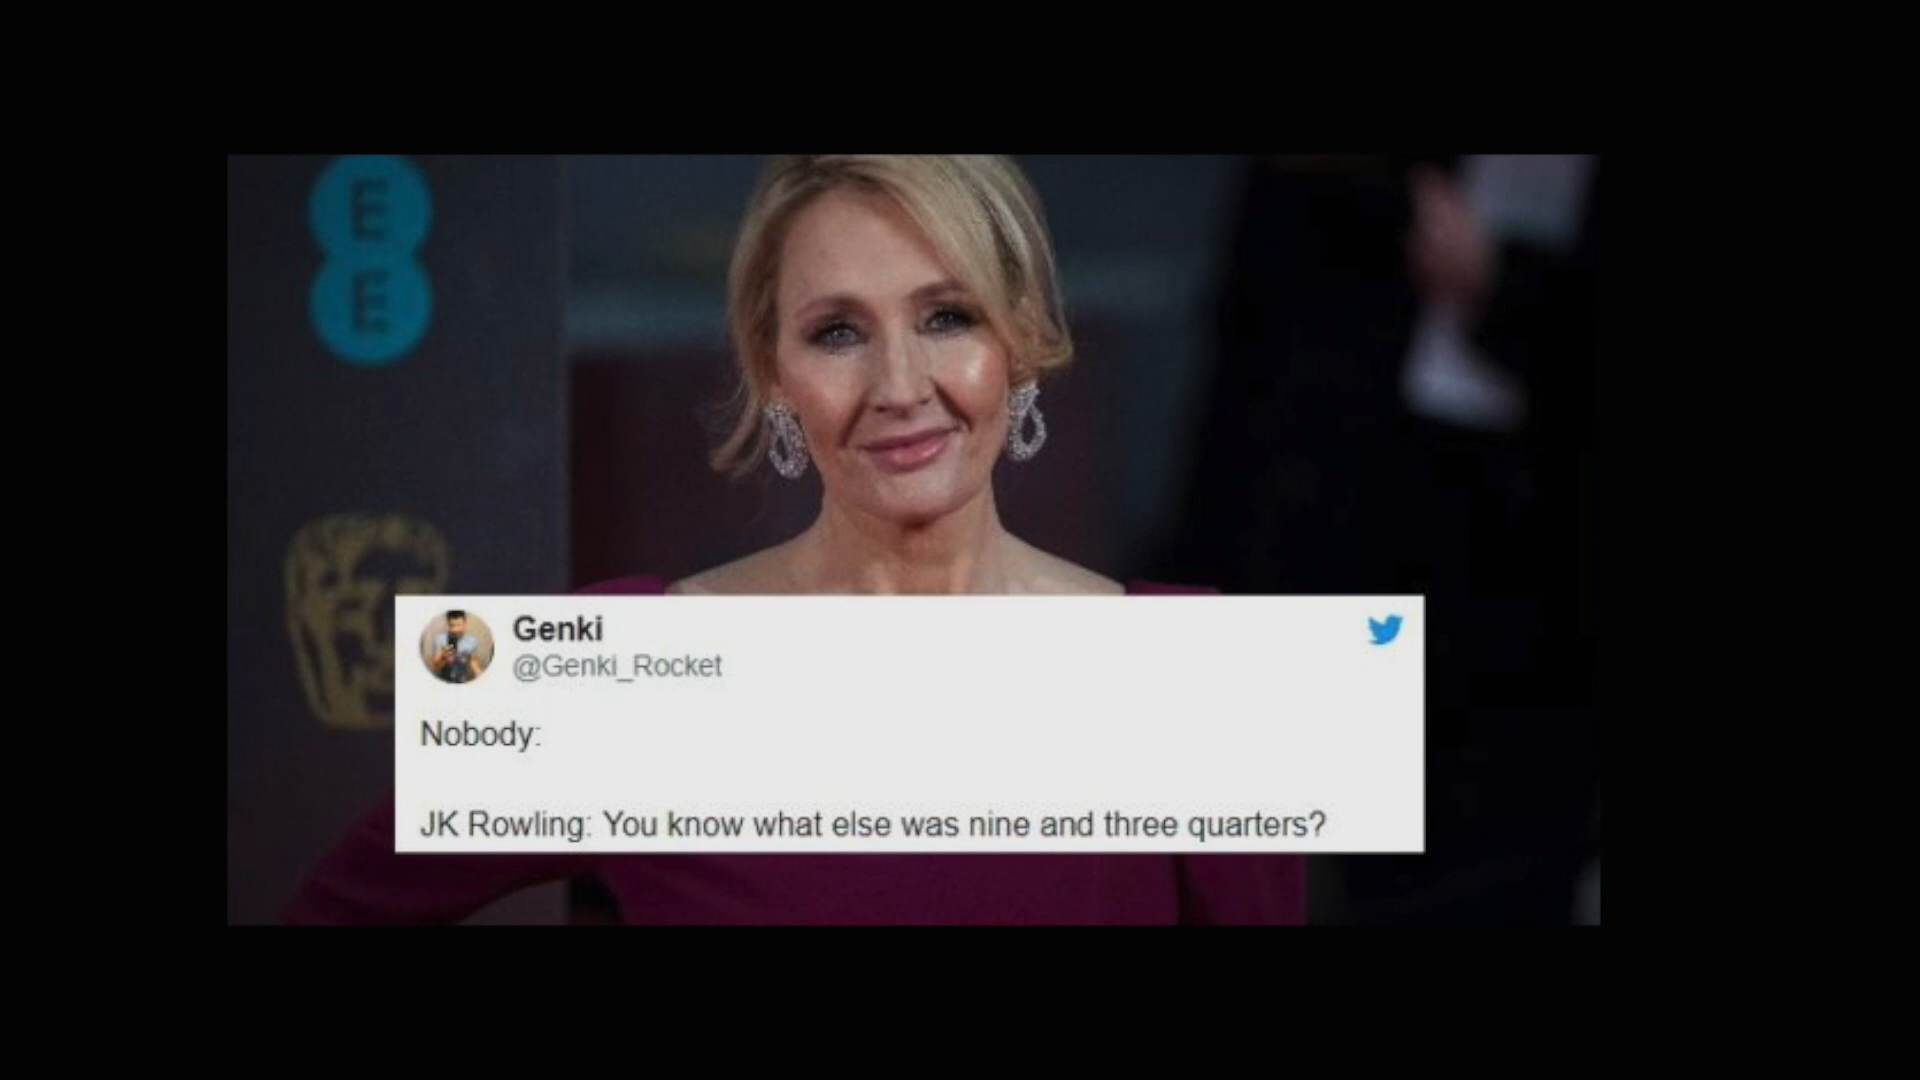 E
E
Genki
@Genki_Rocket
Nobody:
JK Rowling: You know what else was nine and three quarters?